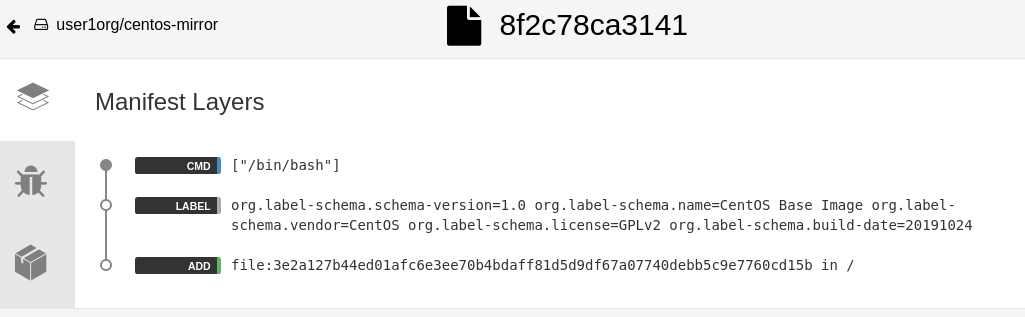 user1org/centos-mirror
8f2c78ca3141
Manifest Layers
CMD ["/bin/bash"]
LABEL org.label-schema.schema-version=1.0 org.label-schema.name=CentOS Base Image org.label-
schema.vendor=CentOS org.label-schema.license=GPLv2 org.label-schema.build-date=20191024
ADD file:3e2a127b44ed01afc6e3ee70b4bdaff81d5d9df67a07740debb5c9e7760cd15b in /